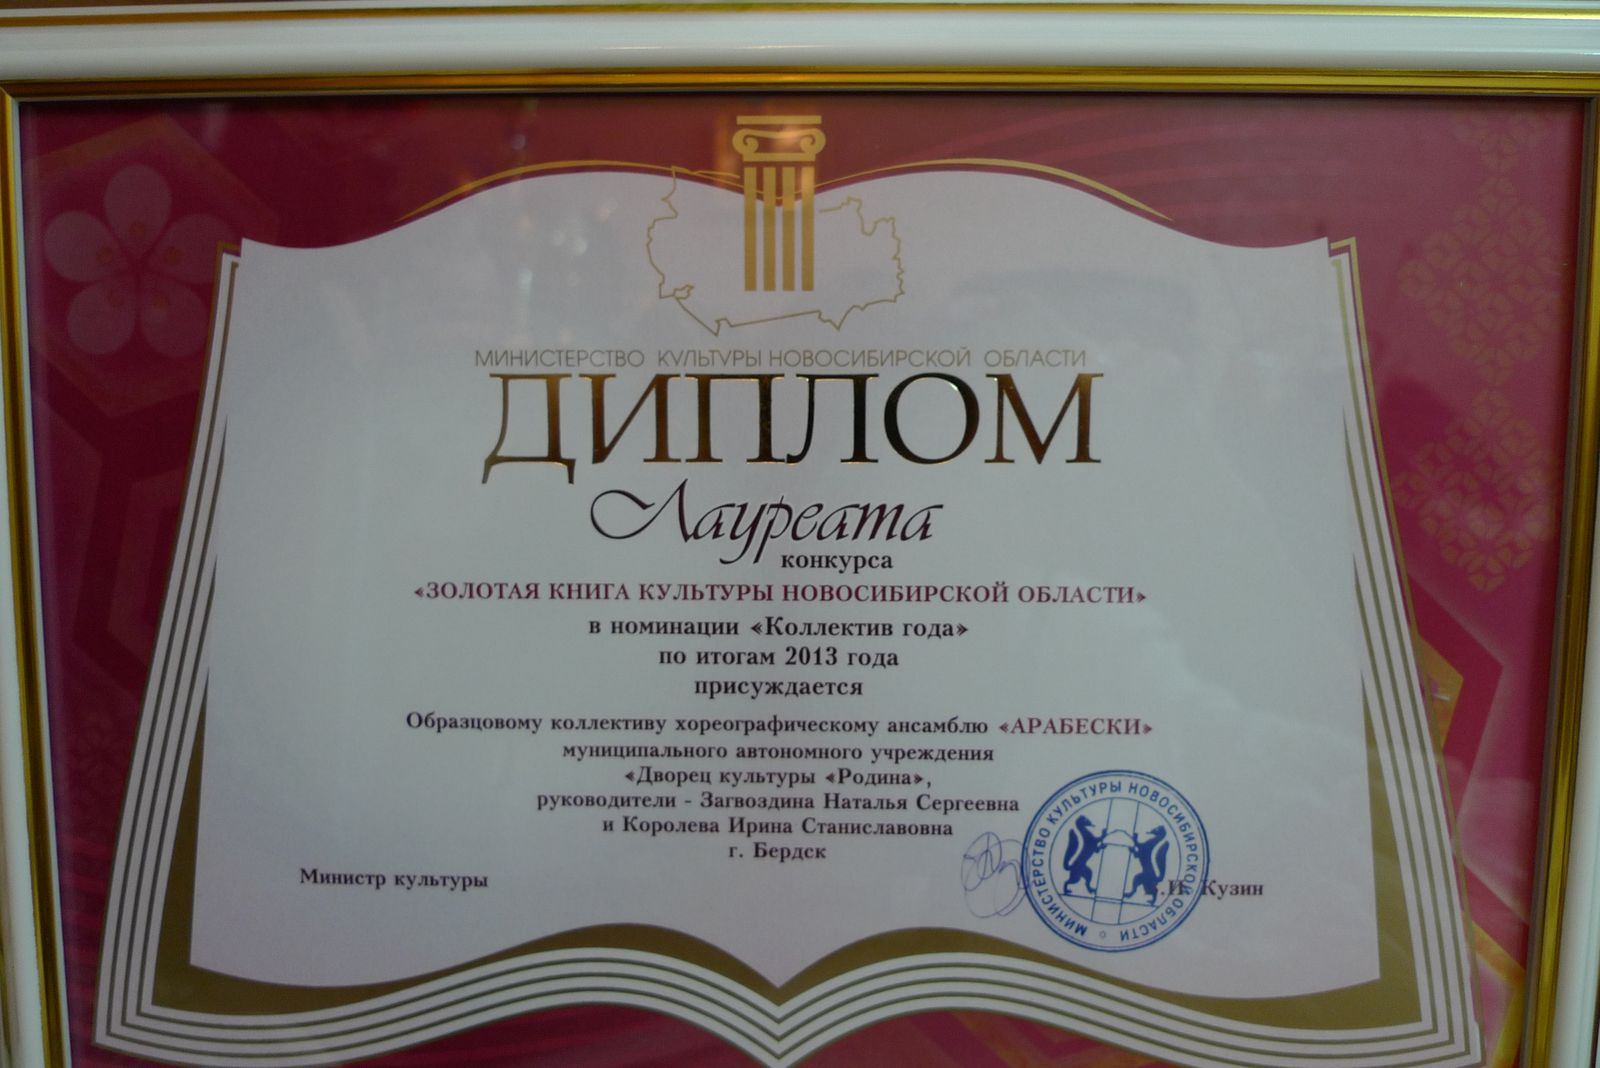 МИНИСТЕРСТВО КУЛЬТУРЫ НОВОСИБИРСКОЙ ОБЛАСТИ
ДИПЛОМ
Лауреата
конкурса
«ЗОЛОТАЯ КНИГА КУЛЬТУРЫ НОВОСИБИРСКОЙ ОБЛАСТИ»
в номинации «Коллектив года»
по итогам 2013 года
присуждается
Образцовому коллективу хореографическому ансамблю «АРАБЕСКИ»
муниципального автономного учреждения
«Дворец культуры «Родина»,
руководители - Загвоздина Наталья Сергеевна
и Королева Ирина Станиславовна
г. Бердск
Министр культуры
.И. Кузин
МИНИСТЕРСТВО КУЛЬТУРЫ НОВОСИБИРСКОЙ ОБЛАСТИ